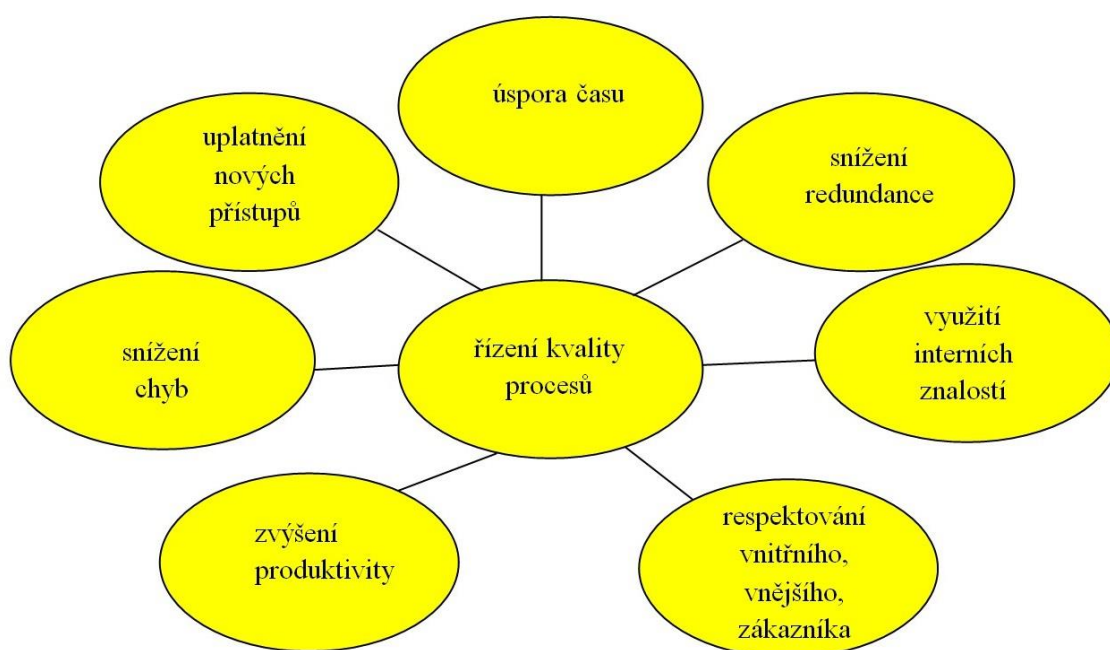 úspora času
uplatnění
nových
přístupů
snížení
redundance
snížení
chyb
řízení kvality
procesů
využití
interních
znalostí
zvýšení
produktivity
respektování
vnitřního,
vnějšího,
zákazníka